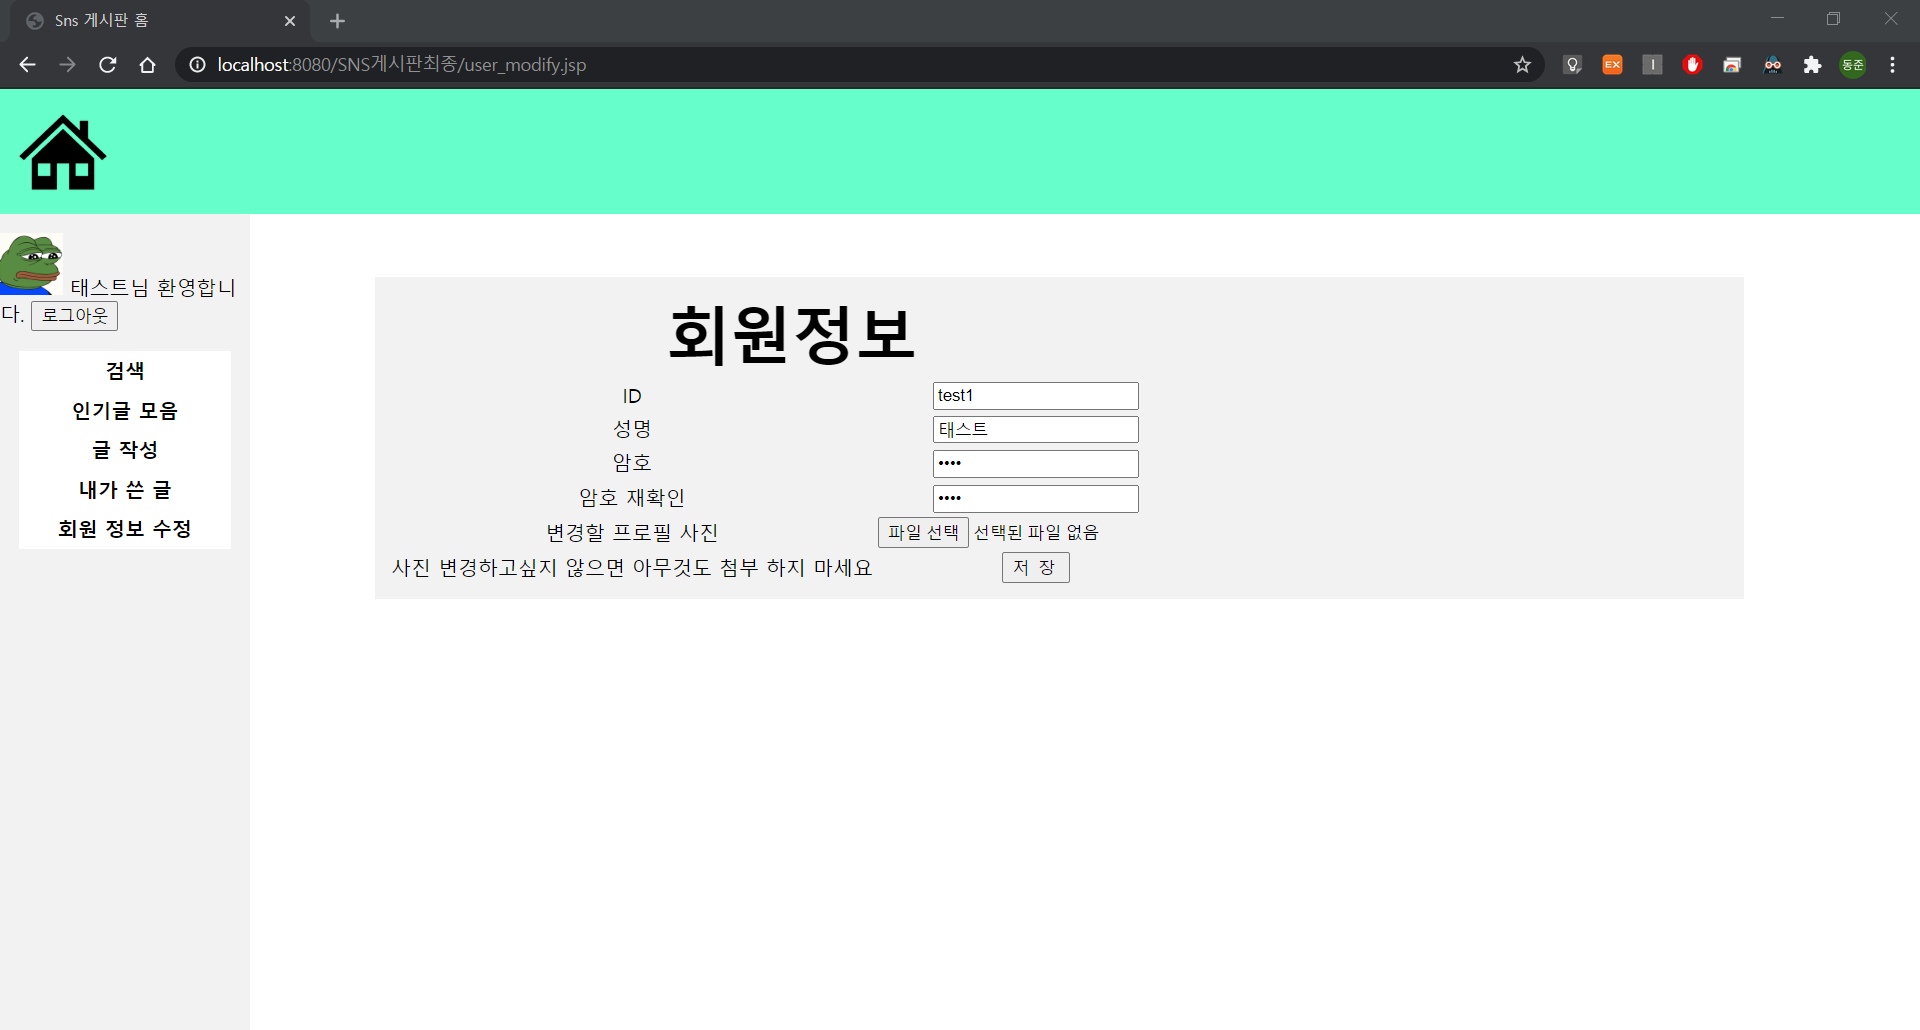 Sns 게시판 홈
localhost:8080/SNS게시판최종/user_modify.jsp
EX
동준
태스트님 환영합니
다. 로그아웃
검색
인기글 모음
글 작성
내가 쓴 글
회원 정보 수정
회원정보
ID test1
성명 태스트
암호 ••••
암호 재확인 ••••
변경할 프로필 사진 파일 선택 선택된 파일 없음
사진 변경하고싶지 않으면 아무것도 첨부 하지 마세요 저 장